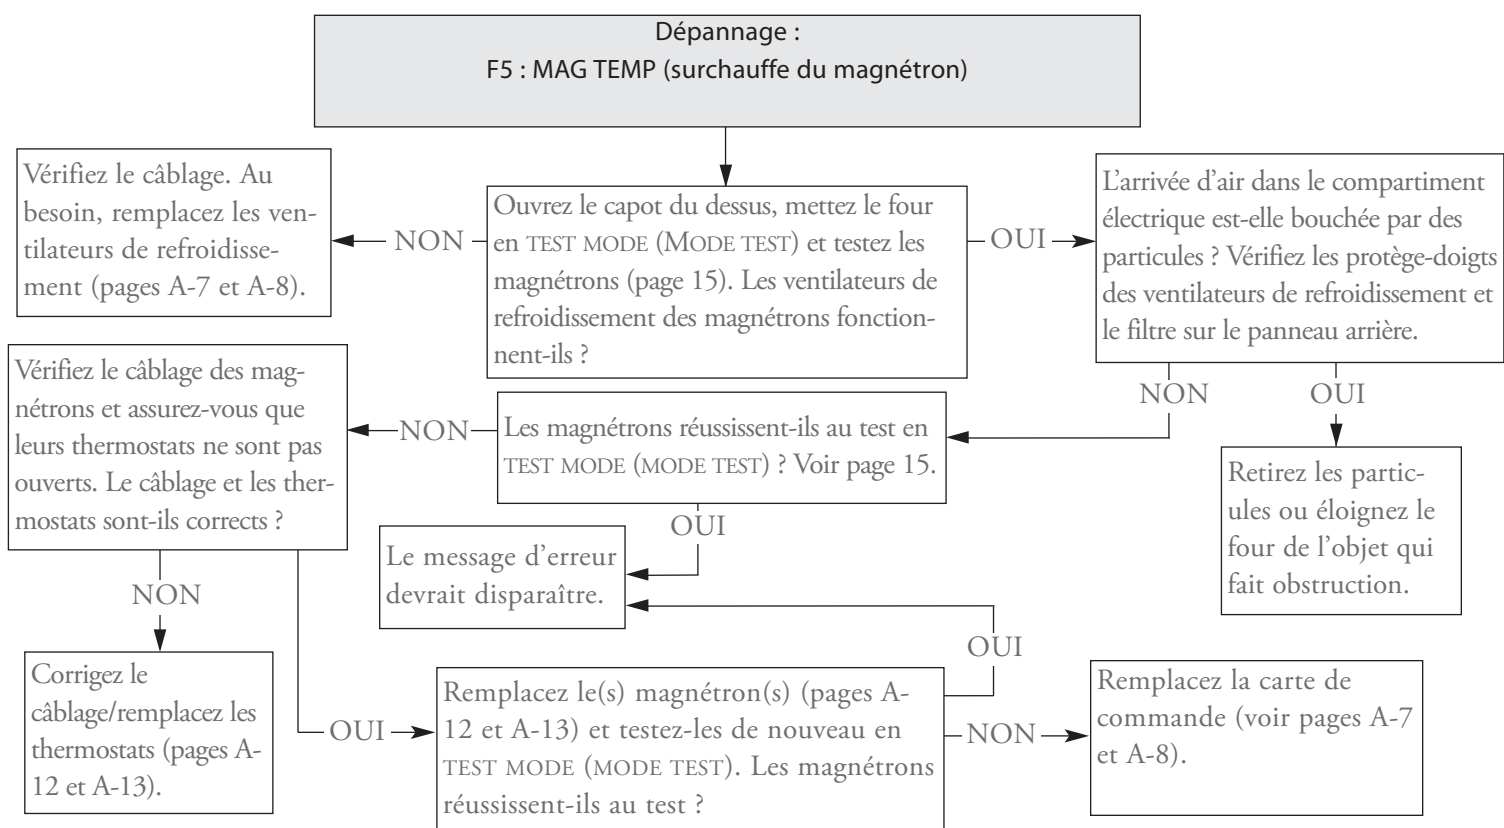 Dépannage :
F5 : MAG TEMP (surchauffe du magnétron)
Vérifiez le câblage. Au
besoin, remplacez les ven-
tilateurs de refroidisse-
ment (pages A-7 et A-8).
NON
Ouvrez le capot du dessus, mettez le four
en TEST MODE (MODE TEST) et testez les
magnétrons (page 15). Les ventilateurs de
refroidissement des magnétrons fonction-
nent-ils ?
OUI
L’arrivée d’air dans le compartiment
électrique est-elle bouchée par des
particules ? Vérifiez les protège-doigts
des ventilateurs de refroidissement et
le filtre sur le panneau arrière.
NON
OUI
Retirez les partic-
ules ou éloignez le
four de l’objet qui
fait obstruction.
Les magnétrons réussissent-ils au test en
TEST MODE (MODE TEST) ? Voir page 15.
NON
OUI
Vérifiez le câblage des mag-
nétrons et assurez-vous que
leurs thermostats ne sont pas
ouverts. Le câblage et les ther-
mostats sont-ils corrects ?
Le message d’erreur
devrait disparaître.
NON
Corrigez le
câblage/remplacez les
thermostats (pages A-
12 et A-13).
OUI
Remplacez le(s) magnétron(s) (pages A-
12 et A-13) et testez-les de nouveau en
TEST MODE (MODE TEST). Les magnétrons
réussissent-ils au test ?
OUI
NON
Remplacez la carte de
commande (voir pages A-7
et A-8).